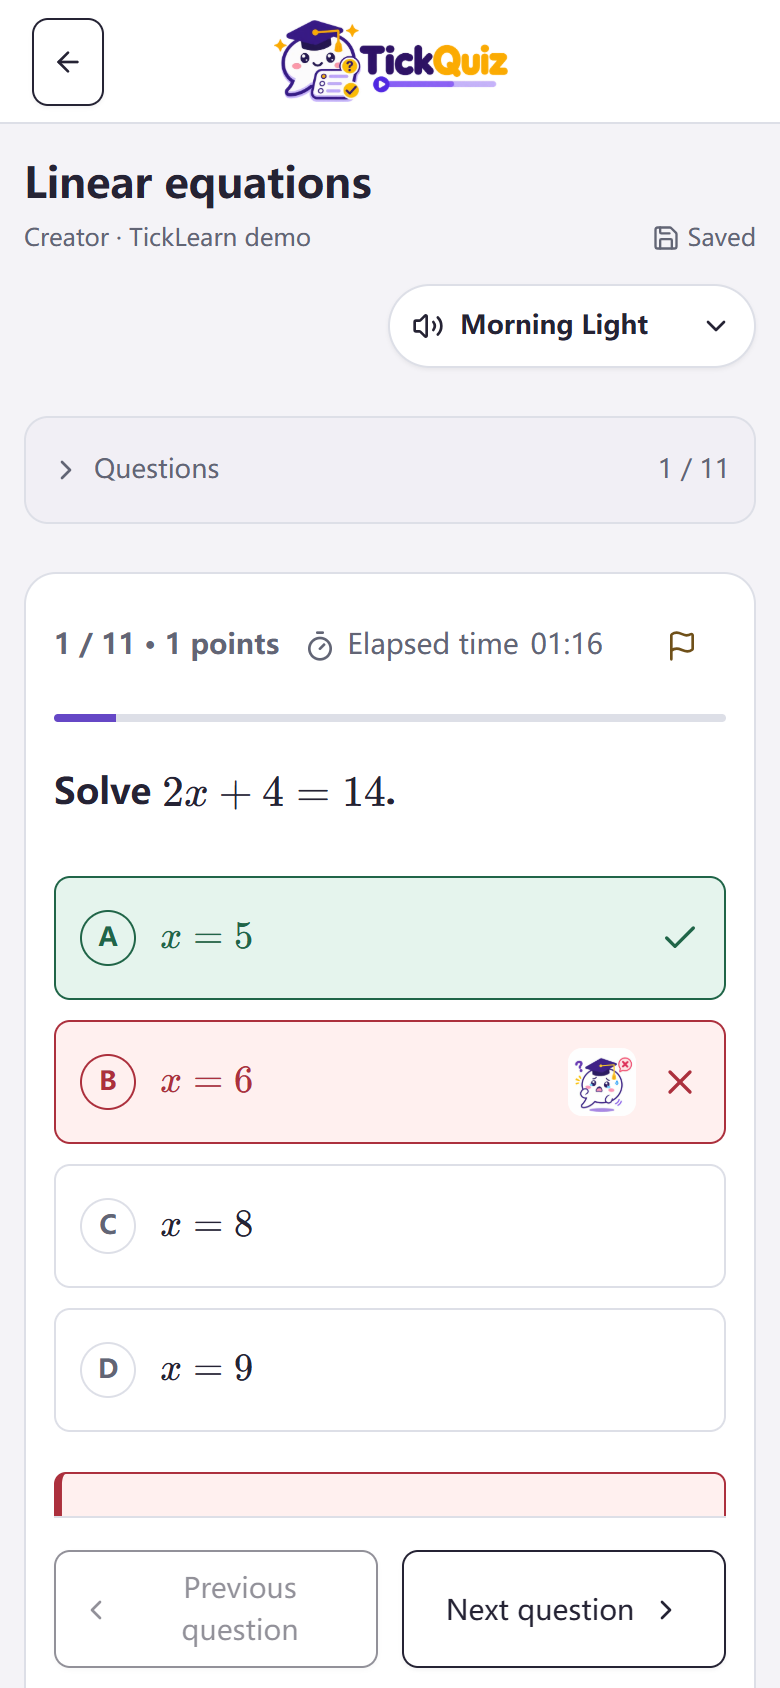 TickQuiz
Linear equations
Creator · TickLearn demo
Saved
Morning Light
Questions
1 / 11
1 / 11 • 1 points
Elapsed time 01:16
Solve 2x + 4 = 14.
A x = 5
B x = 6
C x = 8
D x = 9
Previous
question
Next question